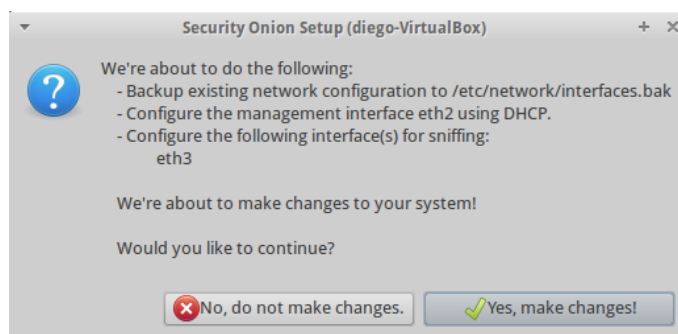 Security Onion Setup (diego-VirtualBox)
We're about to do the following:
- Backup existing network configuration to /etc/network/interfaces.bak
- Configure the management interface eth2 using DHCP.
- Configure the following interface(s) for sniffing:
eth3
We're about to make changes to your system!
Would you like to continue?
No, do not make changes.
Yes, make changes!